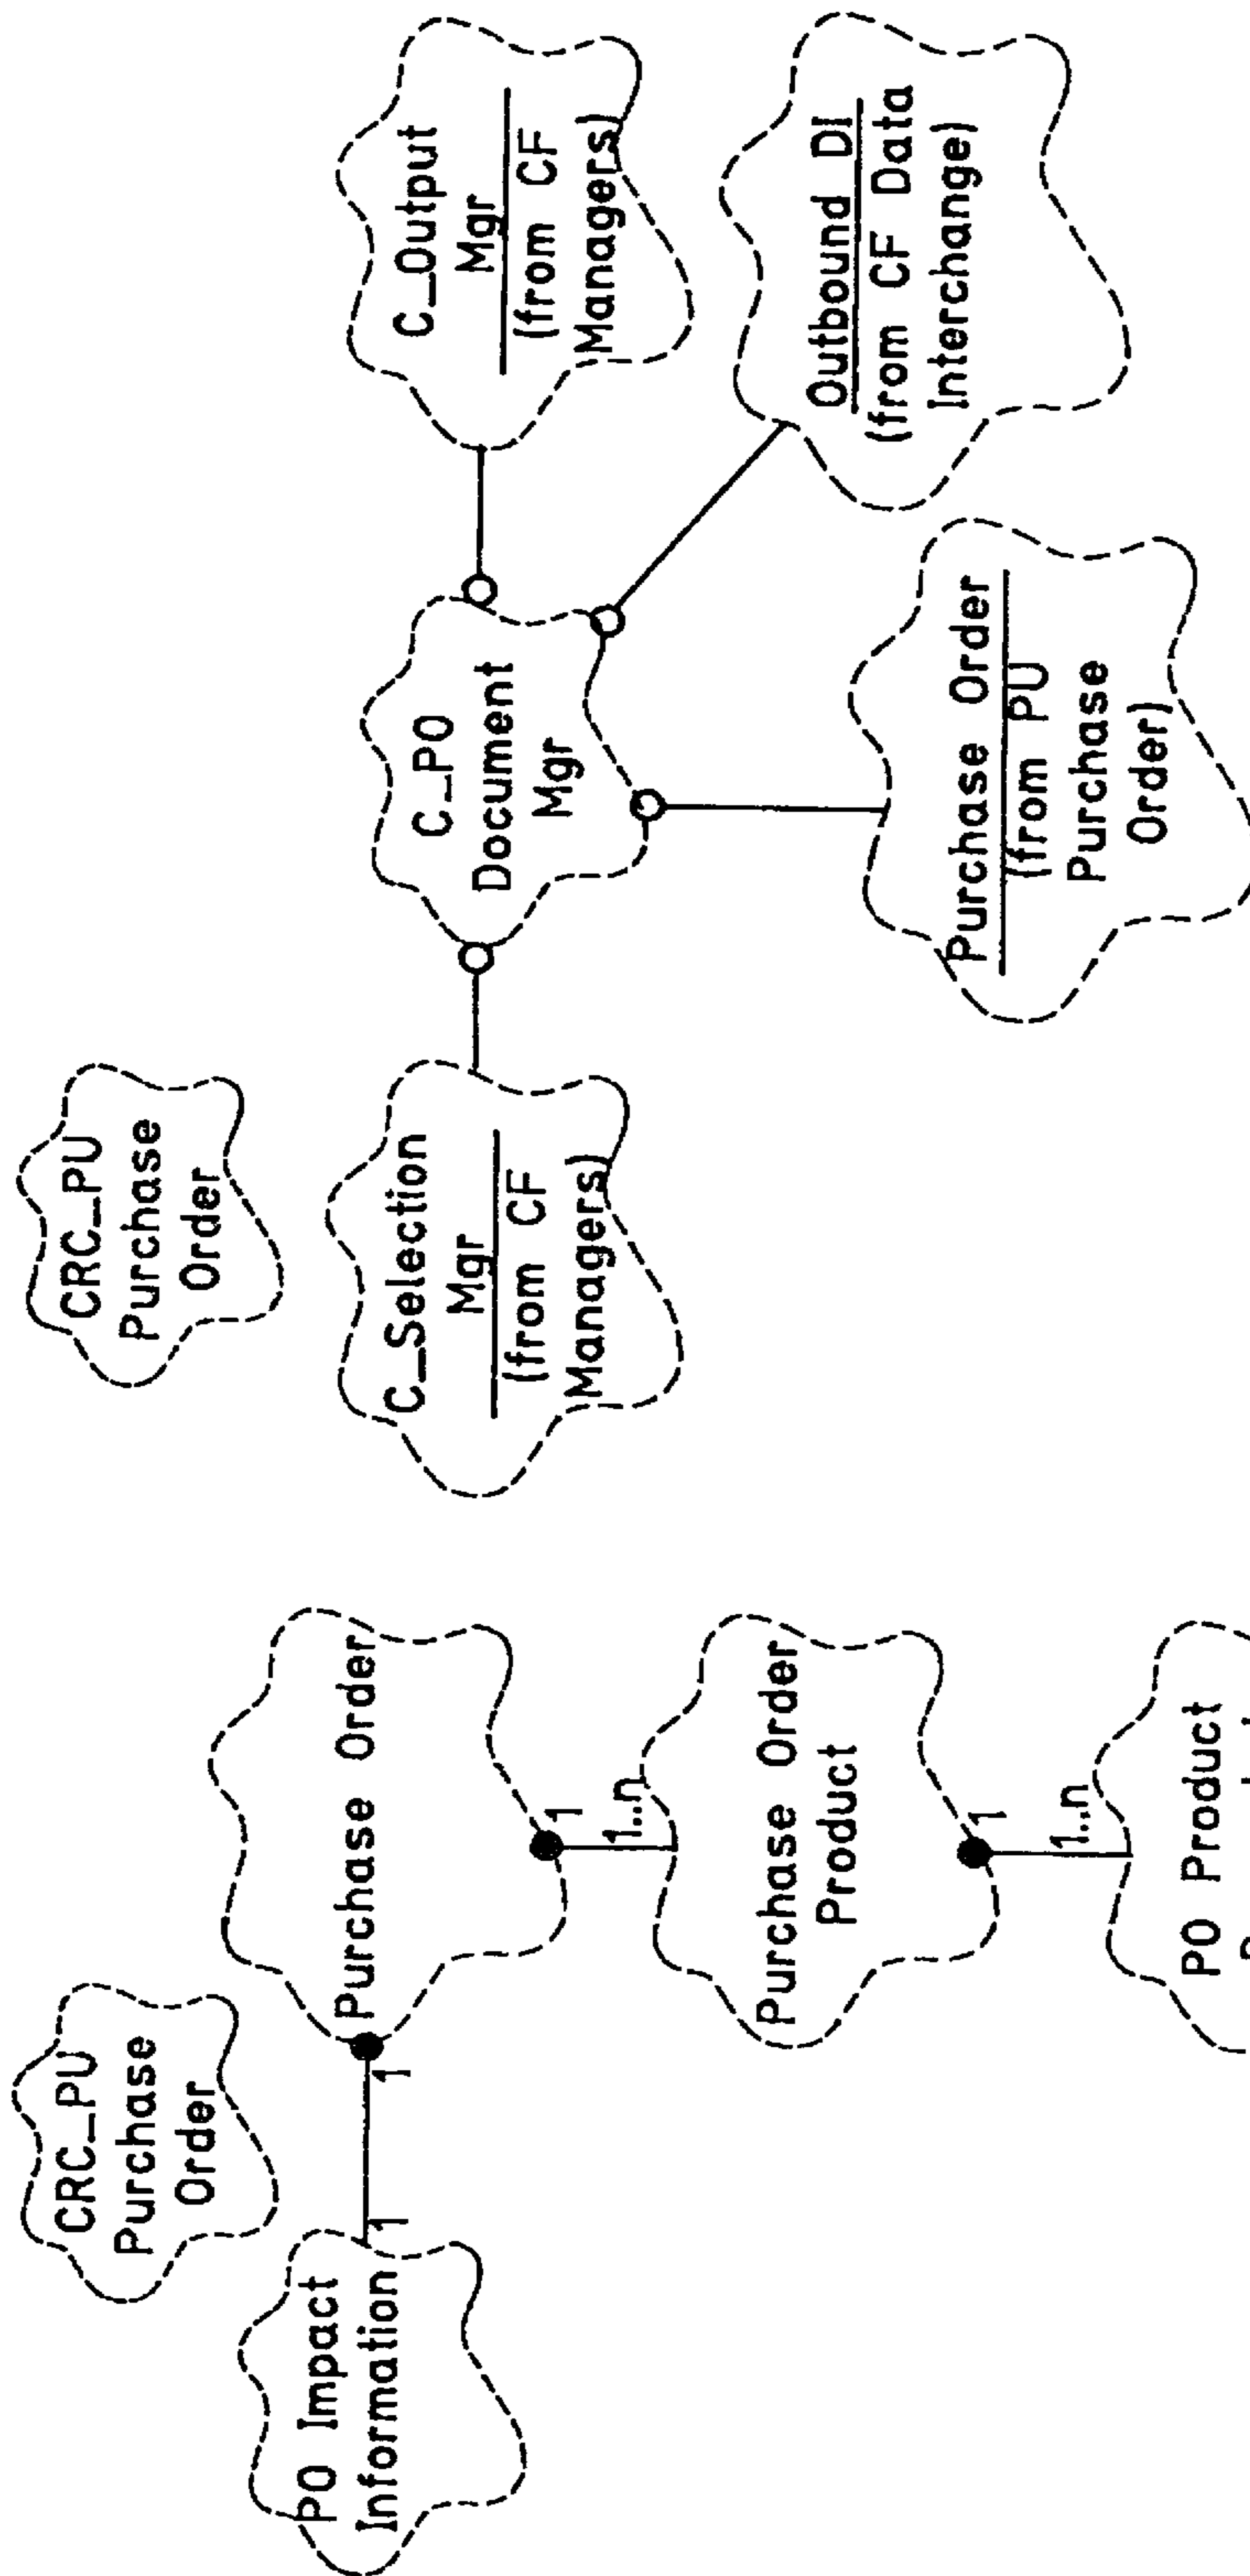 CRC_PU
Purchase
Order
PO Impact
Information
1
1
Purchase Order
1
1..n
Purchase Order
Product
1
1..n
PO Product
CRC_PU
Purchase
Order
C_Selection
Mgr
(from CF
Managers)
C_PO
Document
Mgr
C_Output
Mgr
(from CF
Managers)
Outbound DI
(from CF Data
Interchange)
Purchase Order
(from PU
Purchase
Order)